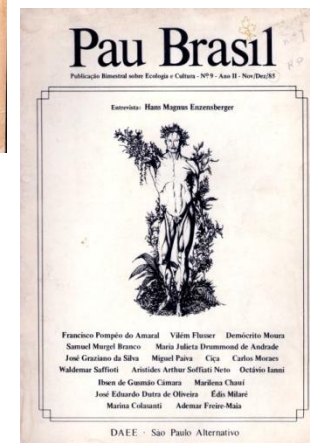 Pau Brasil
Publicação Bimestral sobre Ecologia e Cultura - Nº 9 - Ano II - Nov/Dez/85
Entrevista: Hans Magnus Enzensberger
Francisco Pompêo do Amaral Vilém Flusser Demócrito Moura
Samuel Murgel Branco Maria Julieta Drummond de Andrade
José Graziano da Silva Miguel Paiva Ciça Carlos Moraes
Waldemar Saffioti Aristides Arthur Soffiati Neto Octávio Ianni
Ibsen de Gusmão Câmara Marilena Chauí
José Eduardo Dutra de Oliveira Édis Milaré
Marina Colasanti Ademar Freire-Maia
DAEE - São Paulo Alternativo